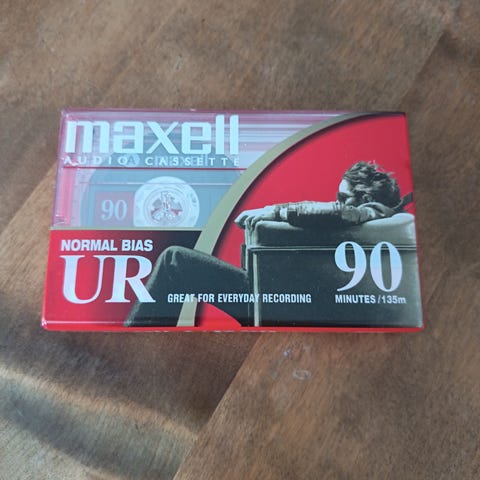 maxell
AUDIO CASSETTE
90
NORMAL BIAS
UR
GREAT FOR EVERYDAY RECORDING
90
MINUTES/135m